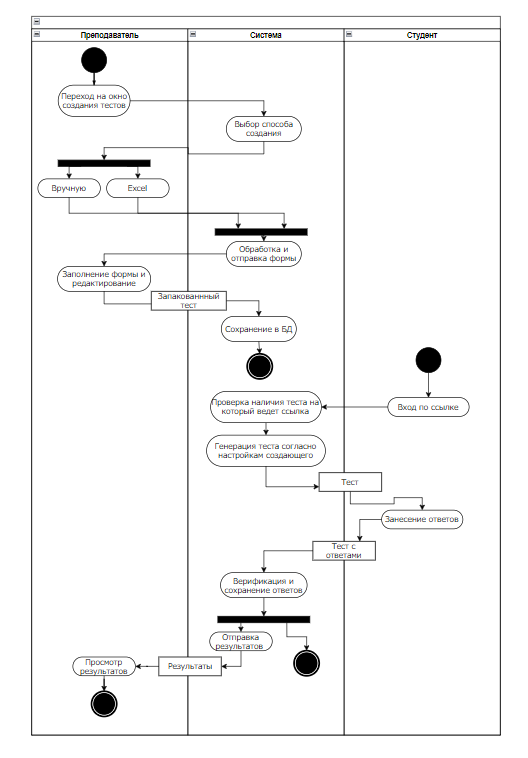 Преподаватель
Система
Студент
Переход на окно
создания тестов
Выбор способа
создания
Вручную
Excel
Обработка и
отправка формы
Заполнение формы и
редактирование
Запакованнный
тест
Сохранение в БД
Проверка наличия теста на
который ведет ссылка
Вход по ссылке
Генерация теста согласно
настройкам создающего
Тест
Занесение ответов
Тест с
ответами
Верификация и
сохранение ответов
Отправка
результатов
Просмотр
результатов
Результаты